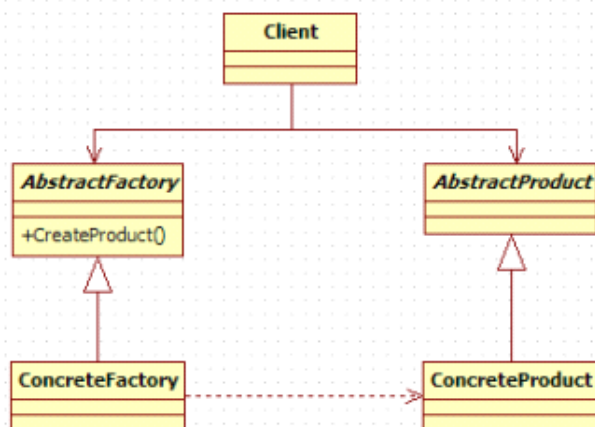 Client
AbstractFactory
AbstractProduct
+CreateProduct()
ConcreteFactory
ConcreteProduct